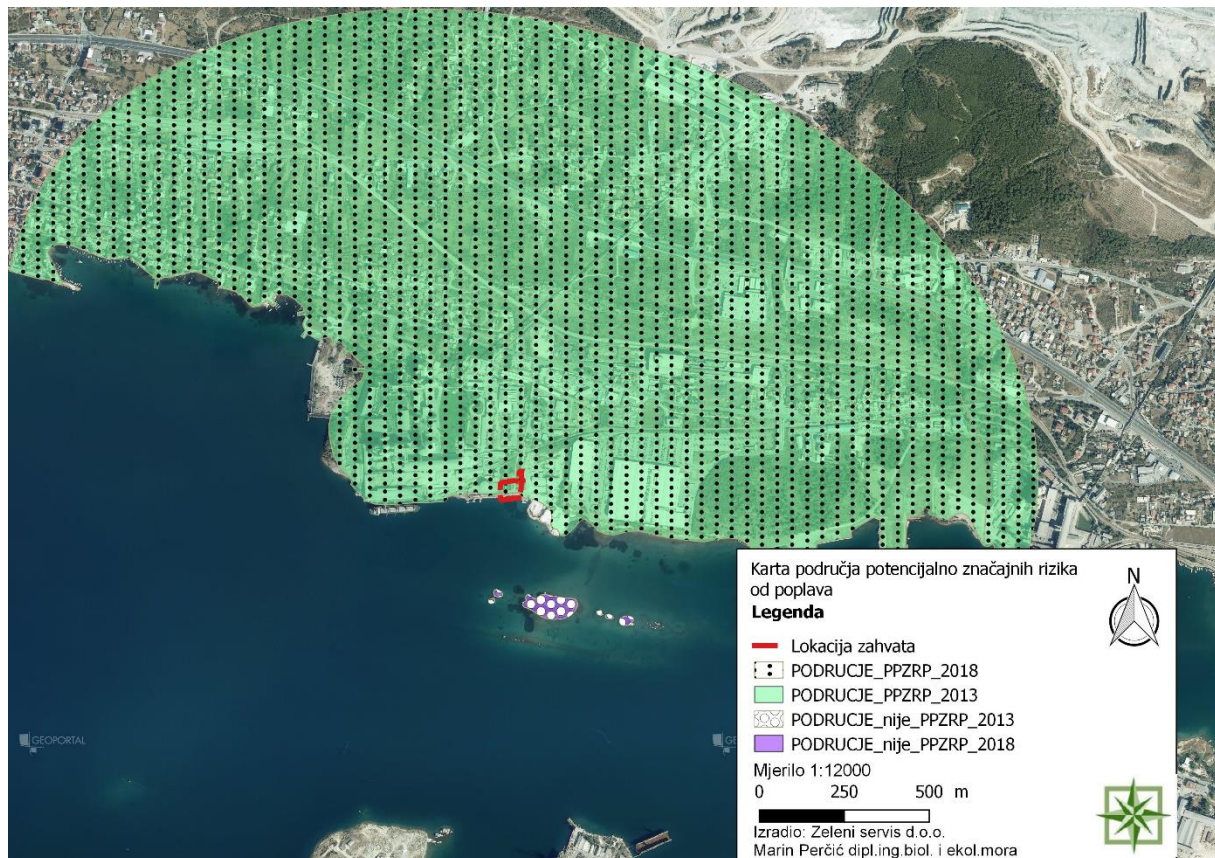 GEOPORTAL
Karta područja potencijalno značajnih rizika
od poplava
Legenda
N
Lokacija zahvata
PODRUCJE_PPZRP_2018
PODRUCJE_PPZRP_2013
PODRUCJE_nije_PPZRP_2013
PODRUCJE_nije_PPZRP_2018
Mjerilo 1:12000
0 250 500 m
Izradio: Zeleni servis d.o.o.
Marin Perčić dipl.ing.biol. i ekol.mora